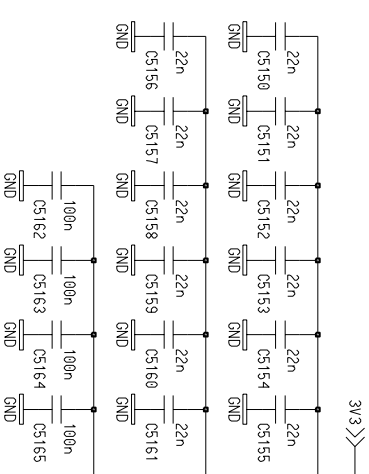 GND
C5156
22n
GND
C5150
22n
GND
C5157
22n
GND
C5151
22n
GND
C5162
100n
GND
C5158
22n
GND
C5152
22n
GND
C5163
100n
GND
C5159
22n
GND
C5153
22n
GND
C5164
100n
GND
C5160
22n
GND
C5154
22n
GND
C5165
100n
GND
C5161
22n
GND
C5155
22n
3V3